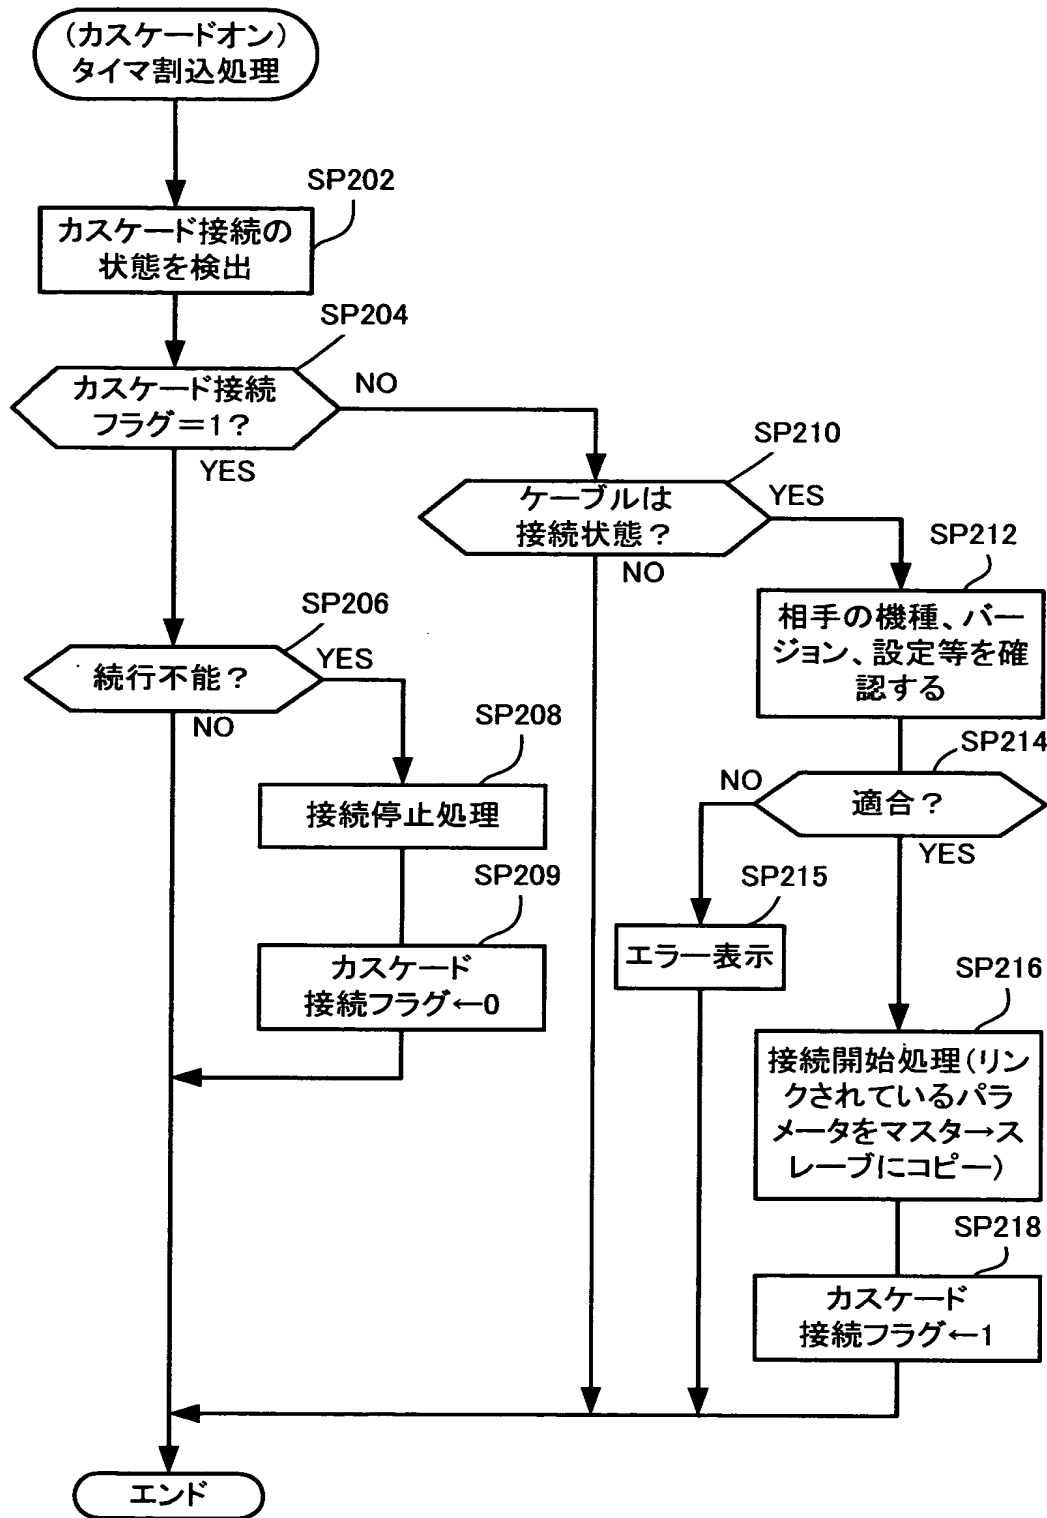 (カスケードオン)
タイマ割込処理
SP202
カスケード接続の
状態を検出
SP204
カスケード接続
フラグ＝1？
NO
YES
SP210
ケーブルは
接続状態？
YES
NO
SP212
相手の機種、バー
ジョン、設定等を確
認する
SP206
続行不能？
YES
NO
SP208
接続停止処理
SP209
カスケード
接続フラグ←0
SP214
適合？
NO
YES
SP215
エラー表示
SP216
接続開始処理(リン
クされているパラ
メータをマスタ→ス
レーブにコピー)
SP218
カスケード
接続フラグ←1
エンド